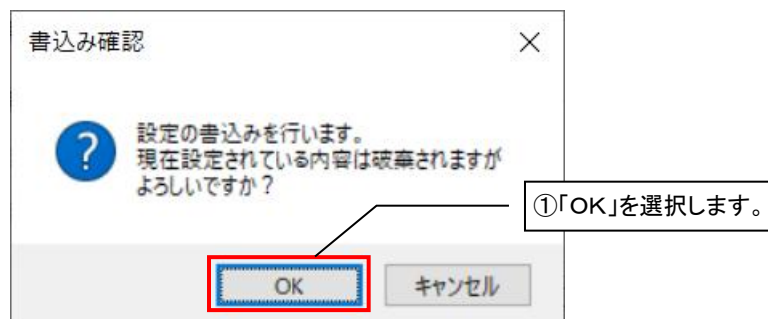 書込み確認
設定の書込みを行います。
現在設定されている内容は破棄されますが
よろしいですか？
①「OK」を選択します。
OK
キャンセル